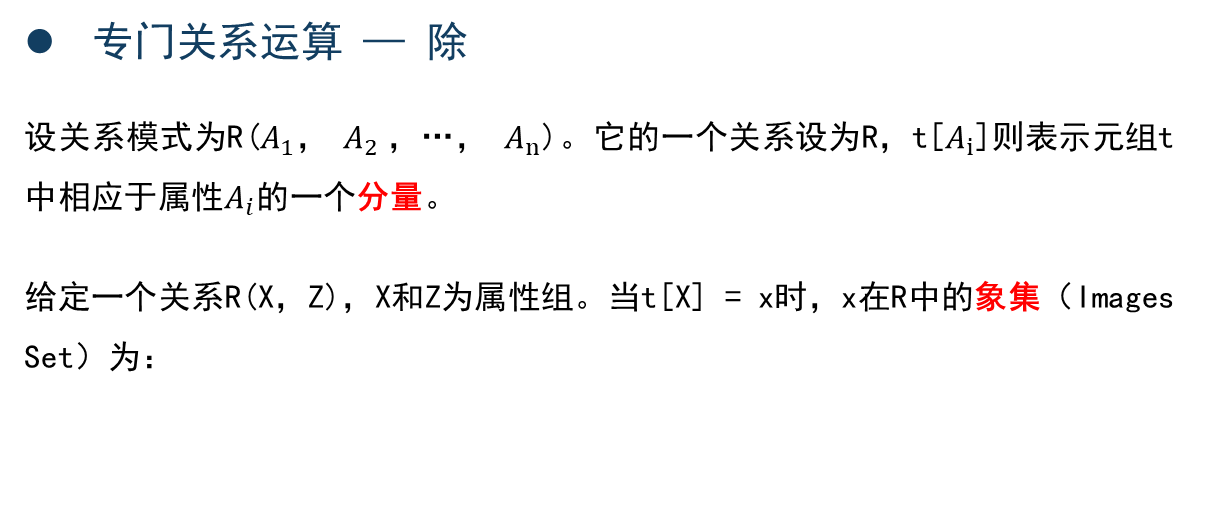 ● 专门关系运算 — 除
设关系模式为R(A₁， A₂ ，…， Aₙ)。它的一个关系设为R，t[Aᵢ]则表示元组t
中相应于属性Aᵢ的一个分量。
给定一个关系R(X，Z)，X和Z为属性组。当t[X] = x时，x在R中的象集（Images
Set）为：